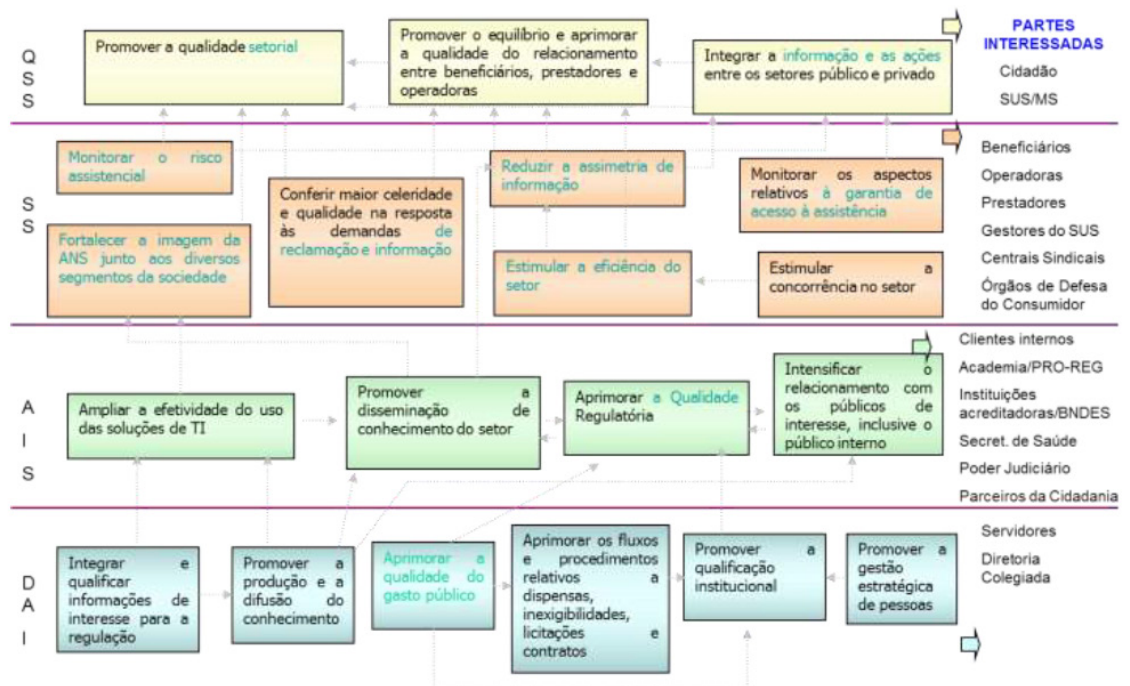 Q
S
S
Promover a qualidade setorial
Promover o equilíbrio e aprimorar
a qualidade do relacionamento
entre beneficiários, prestadores e
operadoras
Integrar a informação e as ações
entre os setores público e privado
PARTES
INTERESSADAS
Cidadão
SUS/MS
S
S
Monitorar o risco
assistencial
Fortalecer a imagem da
ANS junto aos diversos
segmentos da sociedade
Conferir maior celeridade
e qualidade na resposta
às demandas de
reclamação e informação
Reduzir a assimetria de
informação
Estimular a eficiência do
setor
Monitorar os aspectos
relativos à garantia de
acesso à assistência
Estimular a
concorrência no setor
Beneficiários
Operadoras
Prestadores
Gestores do SUS
Centrais Sindicais
Órgãos de Defesa
do Consumidor
A
I
S
Ampliar a efetividade do uso
das soluções de TI
Promover a
disseminação de
conhecimento do setor
Aprimorar a Qualidade
Regulatória
Intensificar o
relacionamento com
os públicos de
interesse, inclusive o
público interno
Clientes internos
Academia/PRO-REG
Instituições
acreditadoras/BNDES
Secret. de Saúde
Poder Judiciário
Parceiros da Cidadania
D
A
I
Integrar e
qualificar
informações de
interesse para a
regulação
Promover a
produção e a
difusão do
conhecimento
Aprimorar a
qualidade do
gasto público
Aprimorar os fluxos
e procedimentos
relativos a
dispensas,
inexigibilidades,
licitações e
contratos
Promover a
qualificação
institucional
Promover a
gestão
estratégica
de pessoas
Servidores
Diretoria
Colegiada